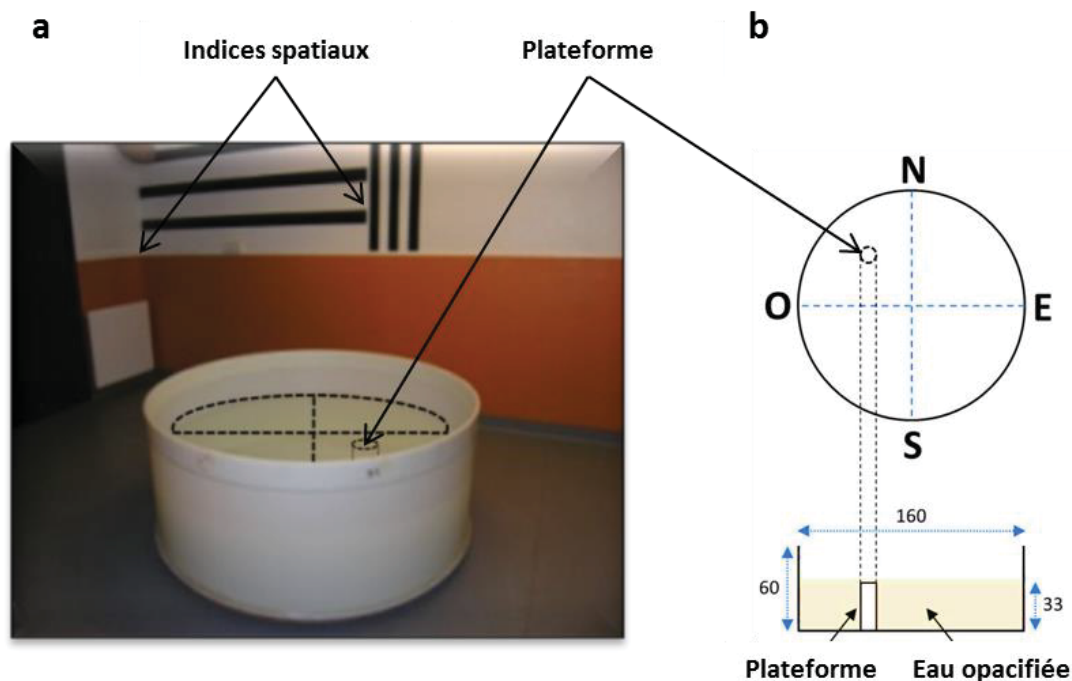 a
b
Indices spatiaux
Plateforme
N
O
E
S
160
60
33
Plateforme
Eau opacifiée